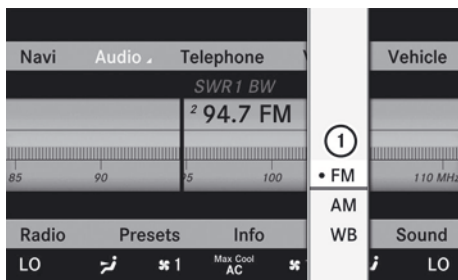 Navi Audio Telephone Vehicle
SWR1 BW
2 94.7 FM
1
85 90 95 100 110 MHz
• FM
AM
Radio Presets Info WB Sound
LO 1 Max Cool AC LO